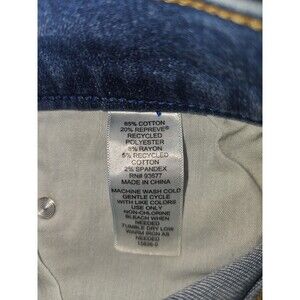 65% COTTON
20% REPREVE®
RECYCLED
POLYESTER
8% RAYON
5% RECYCLED
COTTON
2% SPANDEX
RN# 93677
MADE IN CHINA
MACHINE WASH COLD
GENTLE CYCLE
WITH LIKE COLORS
USE ONLY
NON-CHLORINE
BLEACH WHEN
NEEDED
TUMBLE DRY LOW
WARM IRON AS
NEEDED